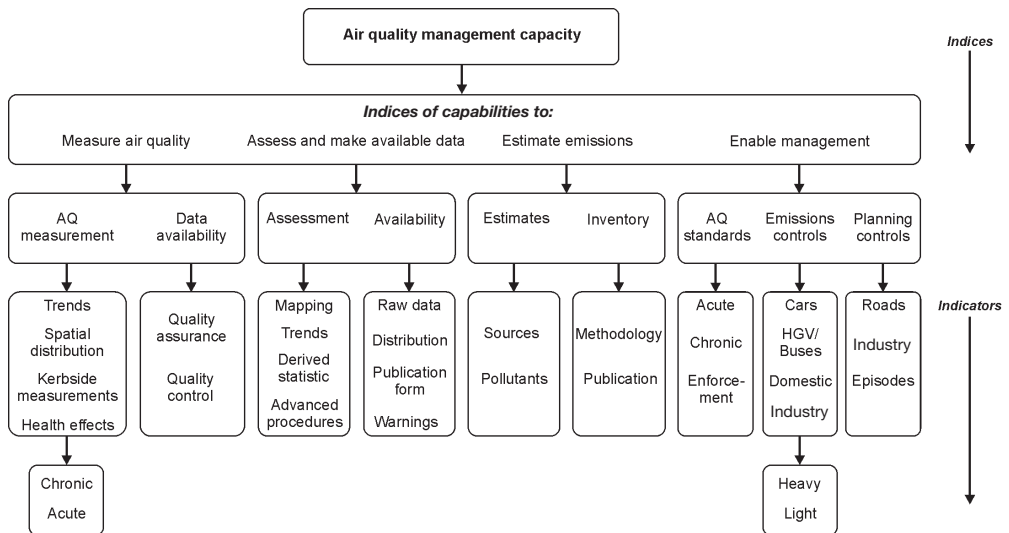 Air quality management capacity
Indices
Indices of capabilities to:
Measure air quality
Assess and make available data
Estimate emissions
Enable management
AQ
measurement
Data
availability
Assessment
Availability
Estimates
Inventory
AQ
standards
Emissions
controls
Planning
controls
Indicators
Trends
Spatial
distribution
Kerbside
measurements
Health effects
Quality
assurance
Quality
control
Mapping
Trends
Derived
statistic
Advanced
procedures
Raw data
Distribution
Publication
form
Warnings
Sources
Pollutants
Methodology
Publication
Acute
Chronic
Enforce-
ment
Cars
HGV/
Buses
Domestic
Industry
Roads
Industry
Episodes
Chronic
Acute
Heavy
Light